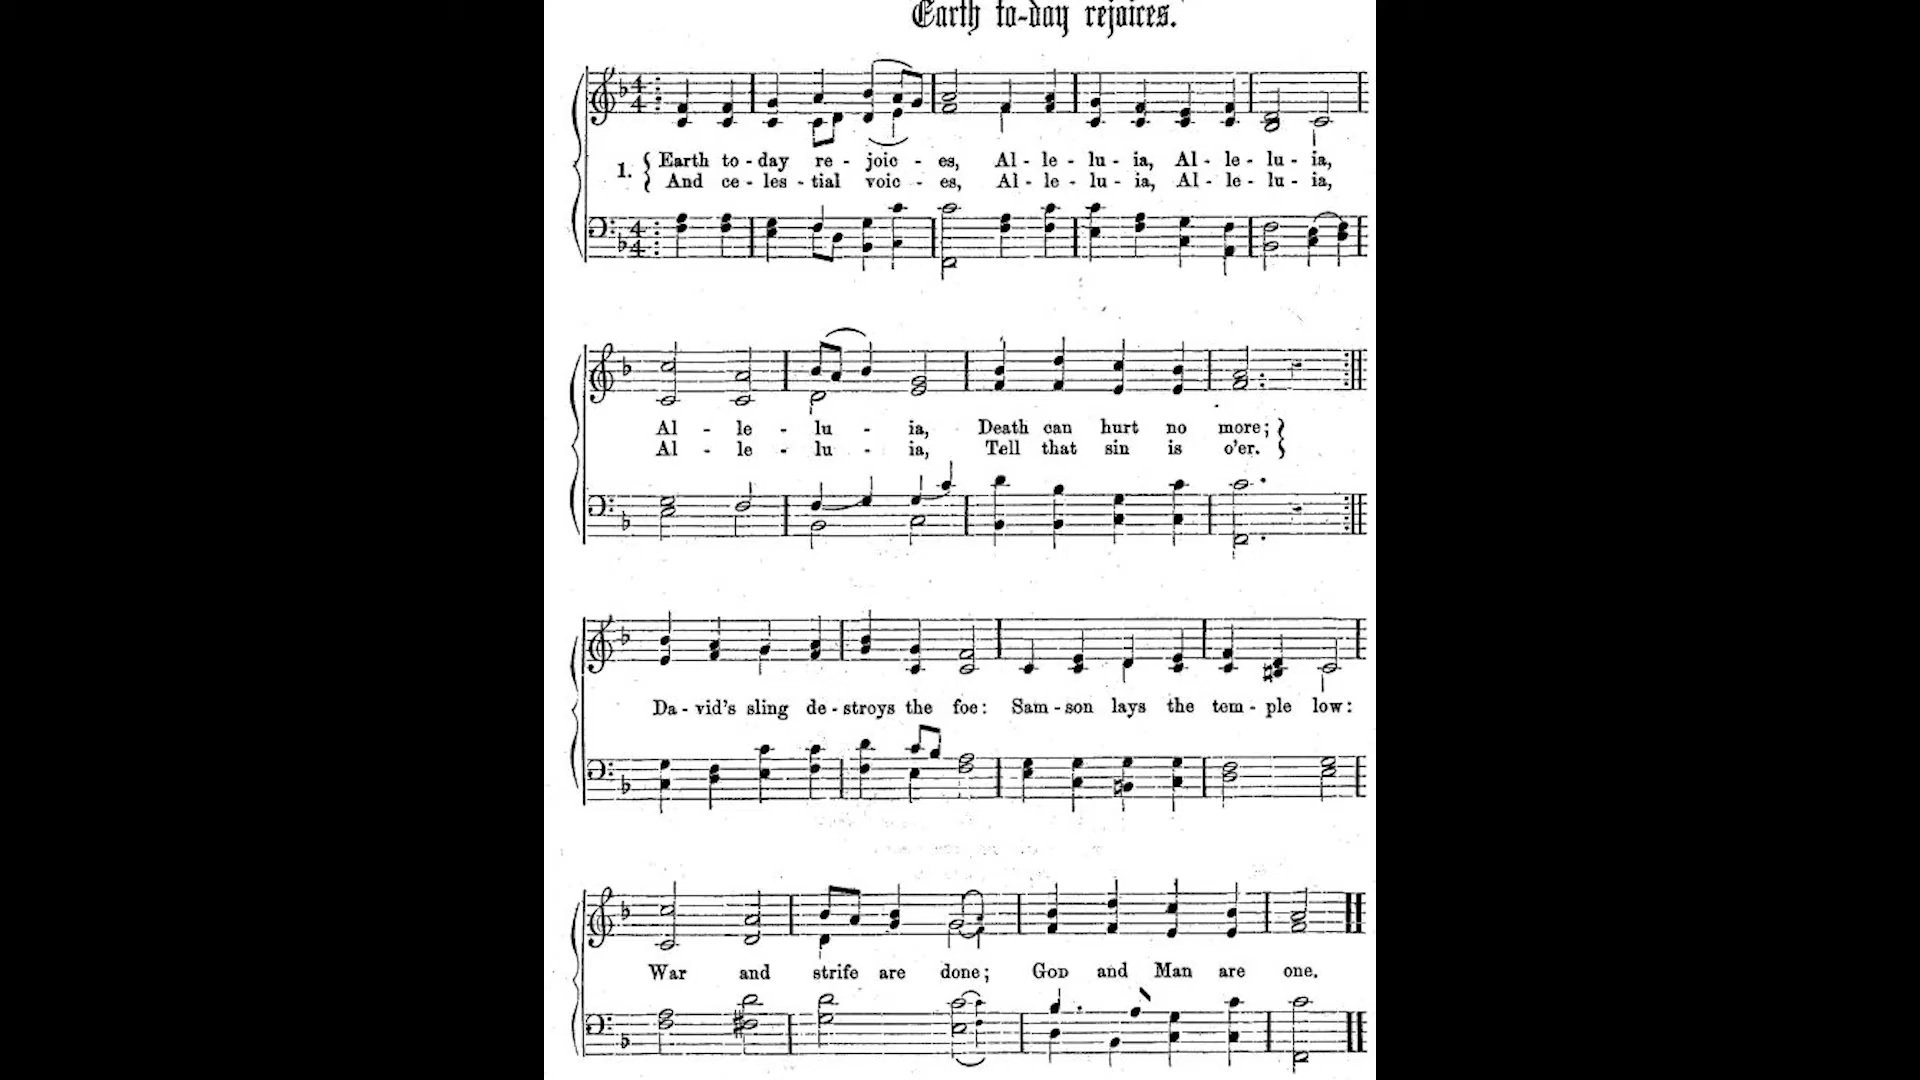 Earth to-day rejoices.
1. { Earth to - day re - joic - es, Al - le - lu - ia, Al - le - lu - ia,
And ce - les - tial voic - es, Al - le - lu - ia, Al - le - lu - ia,
Al - le - lu - ia, Death can hurt no more; }
Al - le - lu - ia, Tell that sin is o'er.
Da - vid's sling de - stroys the foe: Sam - son lays the tem - ple low:
War and strife are done; GOD and Man are one.